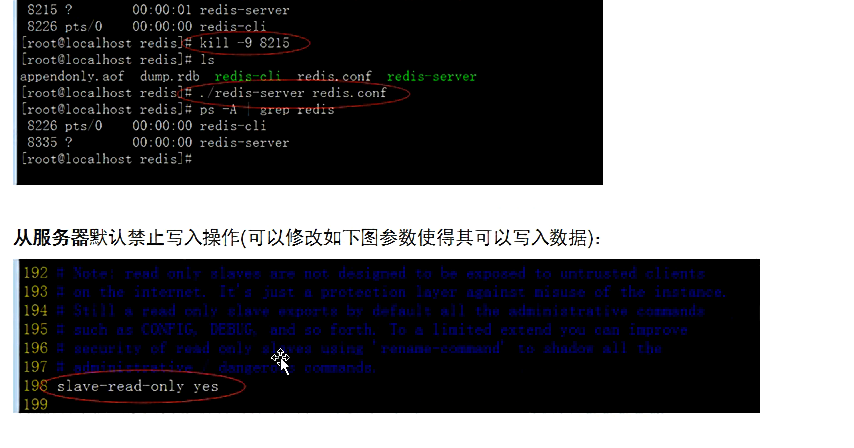 8215 ?        00:00:01 redis-server
8226 pts/0    00:00:00 redis-cli
[root@localhost redis]# kill -9 8215
[root@localhost redis]# ls
appendonly.aof  dump.rdb  redis-cli  redis.conf  redis-server
[root@localhost redis]# ./redis-server redis.conf
[root@localhost redis]# ps -A | grep redis
8226 pts/0    00:00:00 redis-cli
8335 ?        00:00:00 redis-server
[root@localhost redis]#
从服务器默认禁止写入操作(可以修改如下图参数使得其可以写入数据)：
192 # Note: read only slaves are not designed to be exposed to untrusted clients
193 # on the internet. It's just a protection layer against misuse of the instance.
194 # Still a read only slave exports by default all the administrative commands
195 # such as CONFIG, DEBUG, and so forth. To a limited extend you can improve
196 # security of read only slaves using 'rename-command' to shadow all the
197 # administrative dangerous commands.
198 slave-read-only yes
199